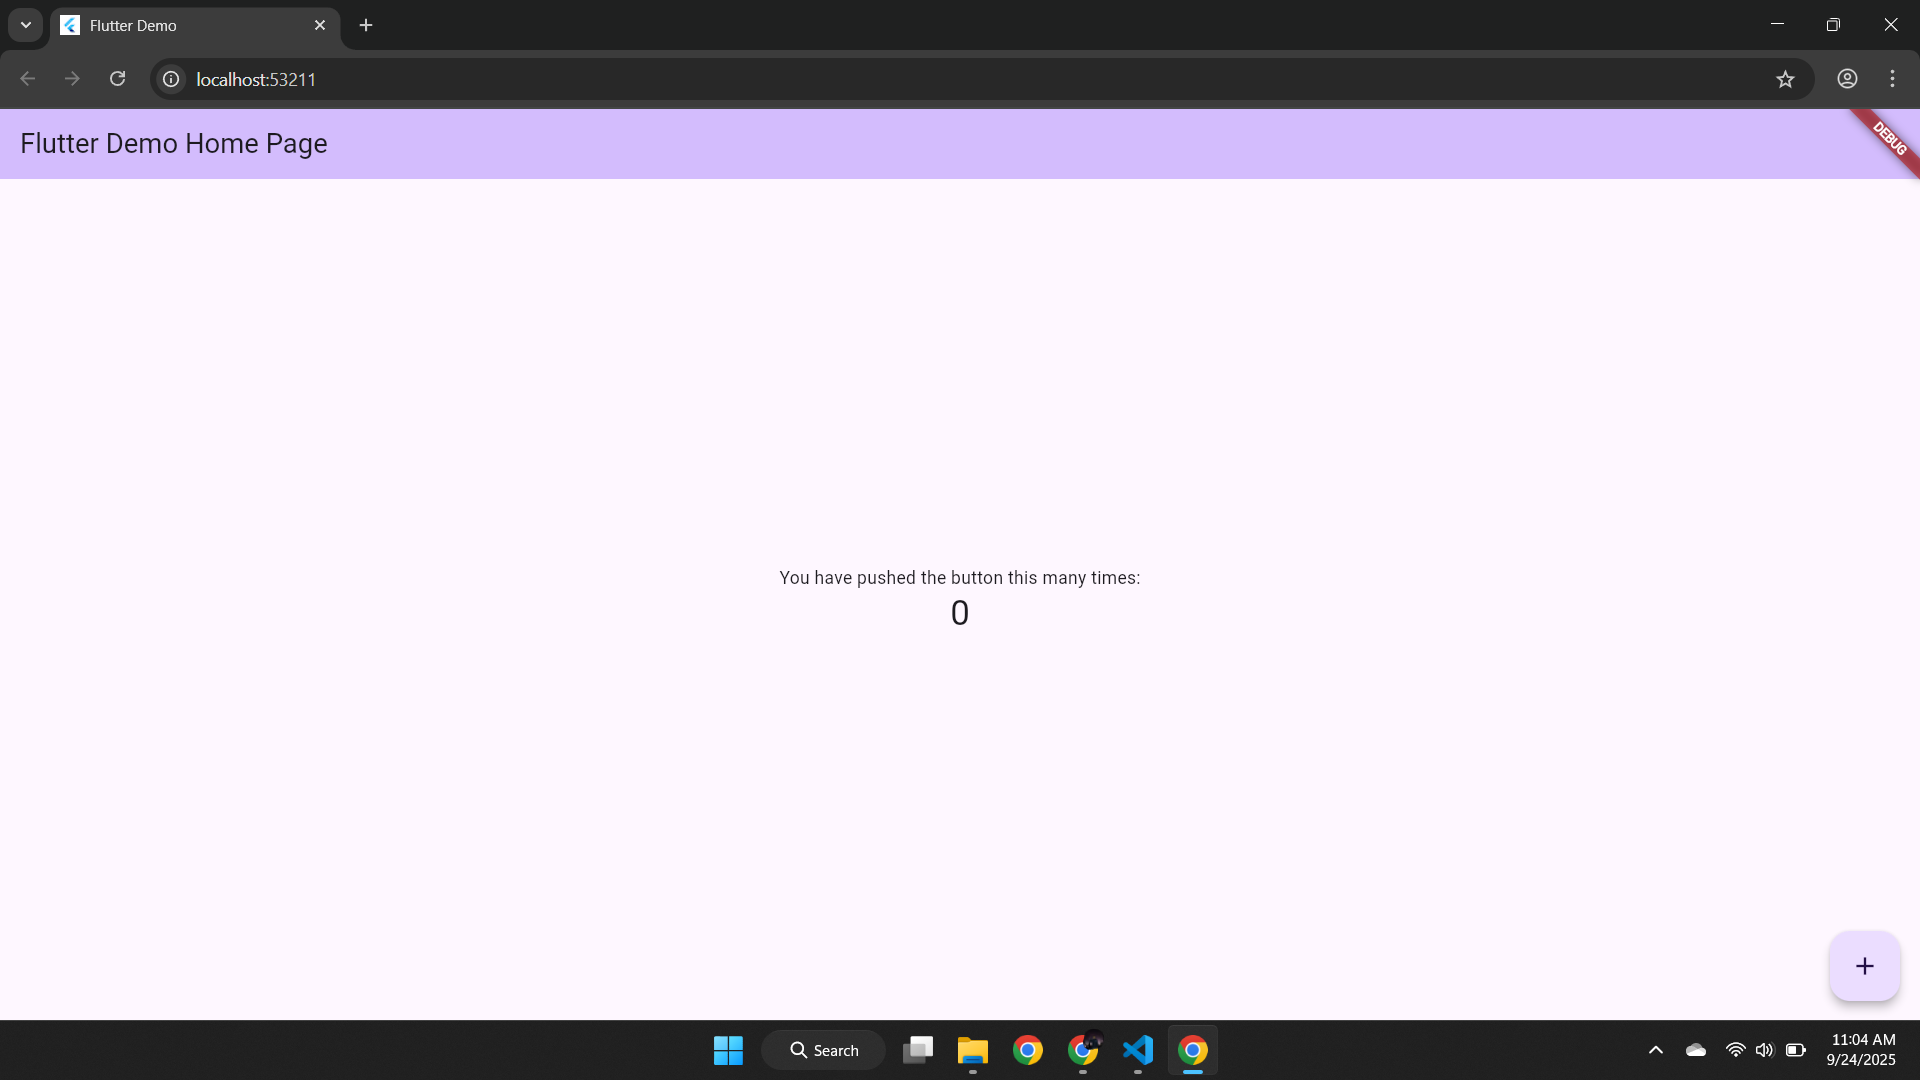 Flutter Demo
localhost:53211
Flutter Demo Home Page
DEBUG
You have pushed the button this many times:
0
Search
11:04 AM
9/24/2025